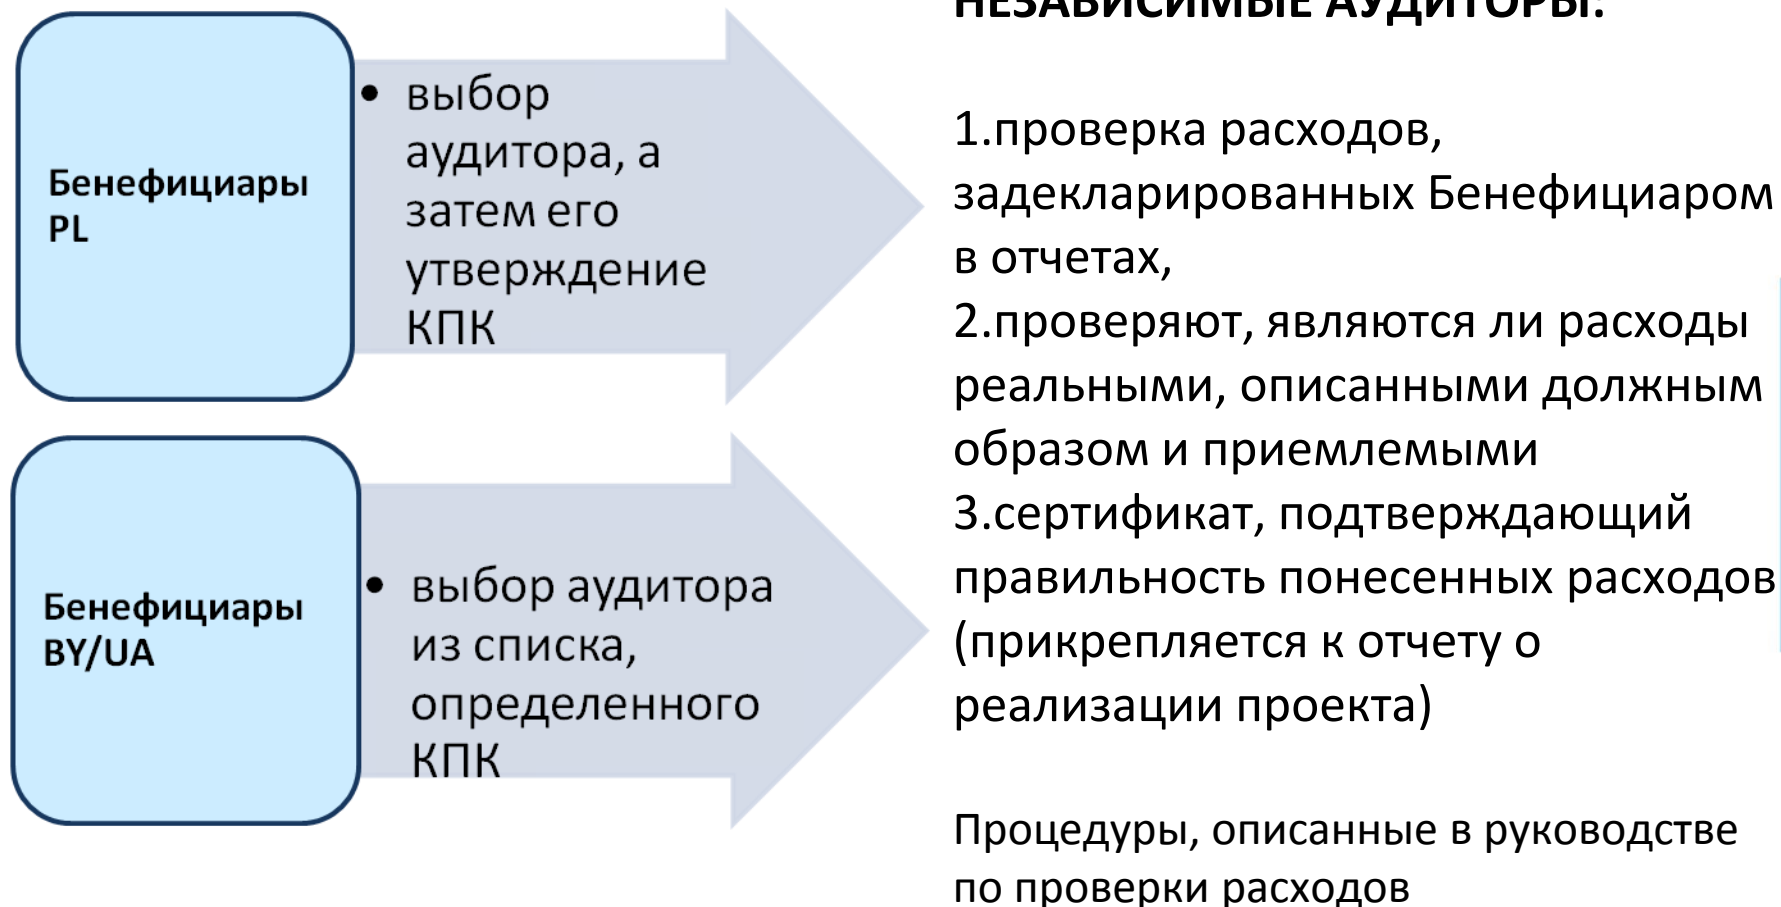 Бенефициары
PL
• выбор
аудитора, а
затем его
утверждение
КПК
Бенефициары
BY/UA
• выбор аудитора
из списка,
определенного
КПК
НЕЗАВИСИМЫЕ АУДИТОРЫ:
1.проверка расходов,
задекларированных Бенефициаром
в отчетах,
2.проверяют, являются ли расходы
реальными, описанными должным
образом и приемлемыми
3.сертификат, подтверждающий
правильность понесенных расходов
(прикрепляется к отчету о
реализации проекта)
Процедуры, описанные в руководстве
по проверки расходов